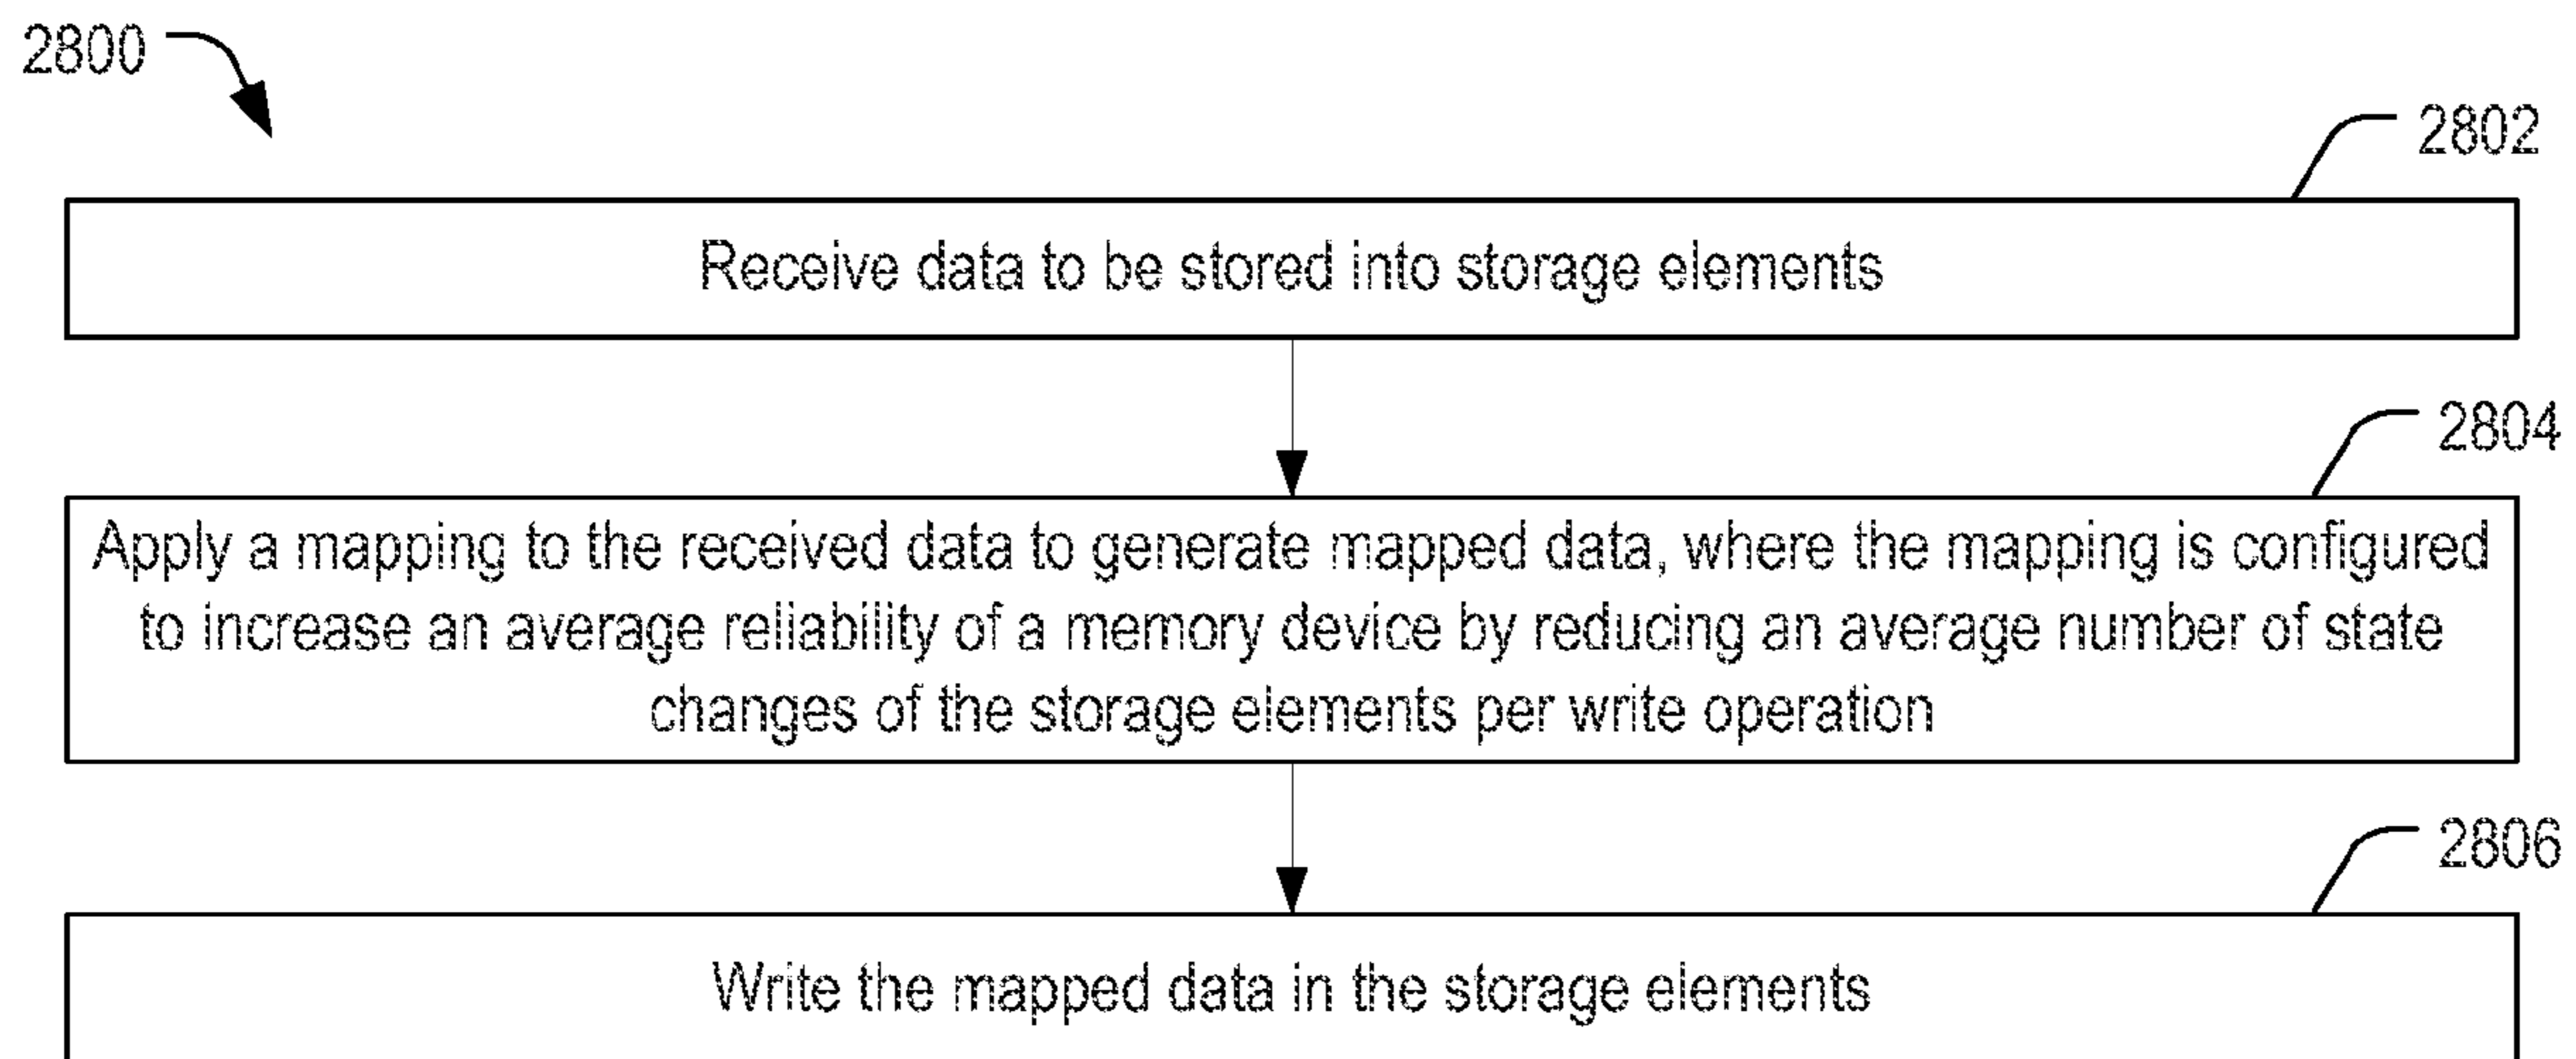 2800
2802
Receive data to be stored into storage elements
2804
Apply a mapping to the received data to generate mapped data, where the mapping is configured
to increase an average reliability of a memory device by reducing an average number of state
changes of the storage elements per write operation
2806
Write the mapped data in the storage elements